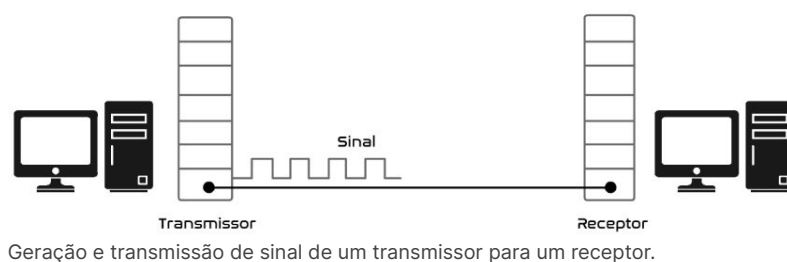 Sinal
Transmissor
Receptor
Geração e transmissão de sinal de um transmissor para um receptor.